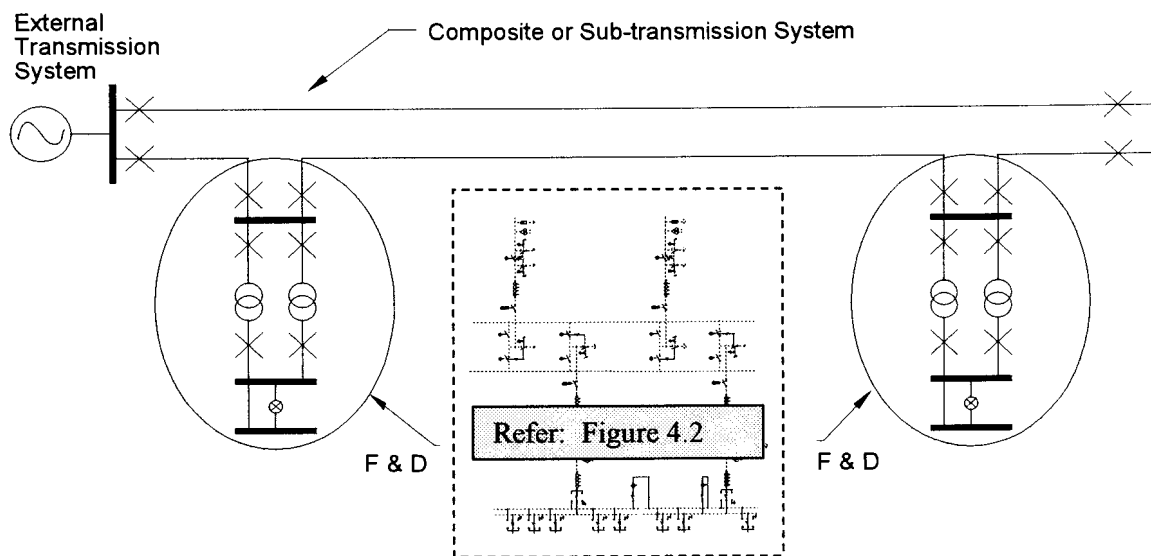 External
Transmission
System
Composite or Sub-transmission System
Refer: Figure 4.2
F & D
F & D